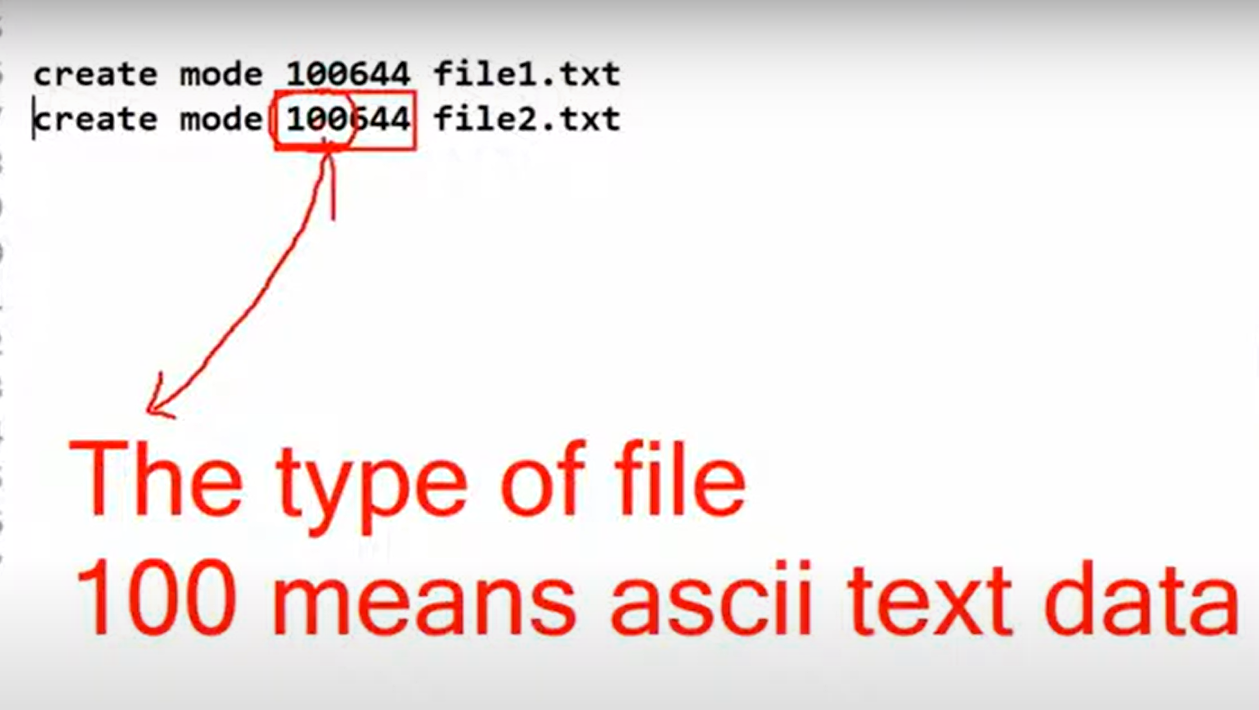 create mode 100644 file1.txt
create mode 100644 file2.txt
The type of file
100 means ascii text data